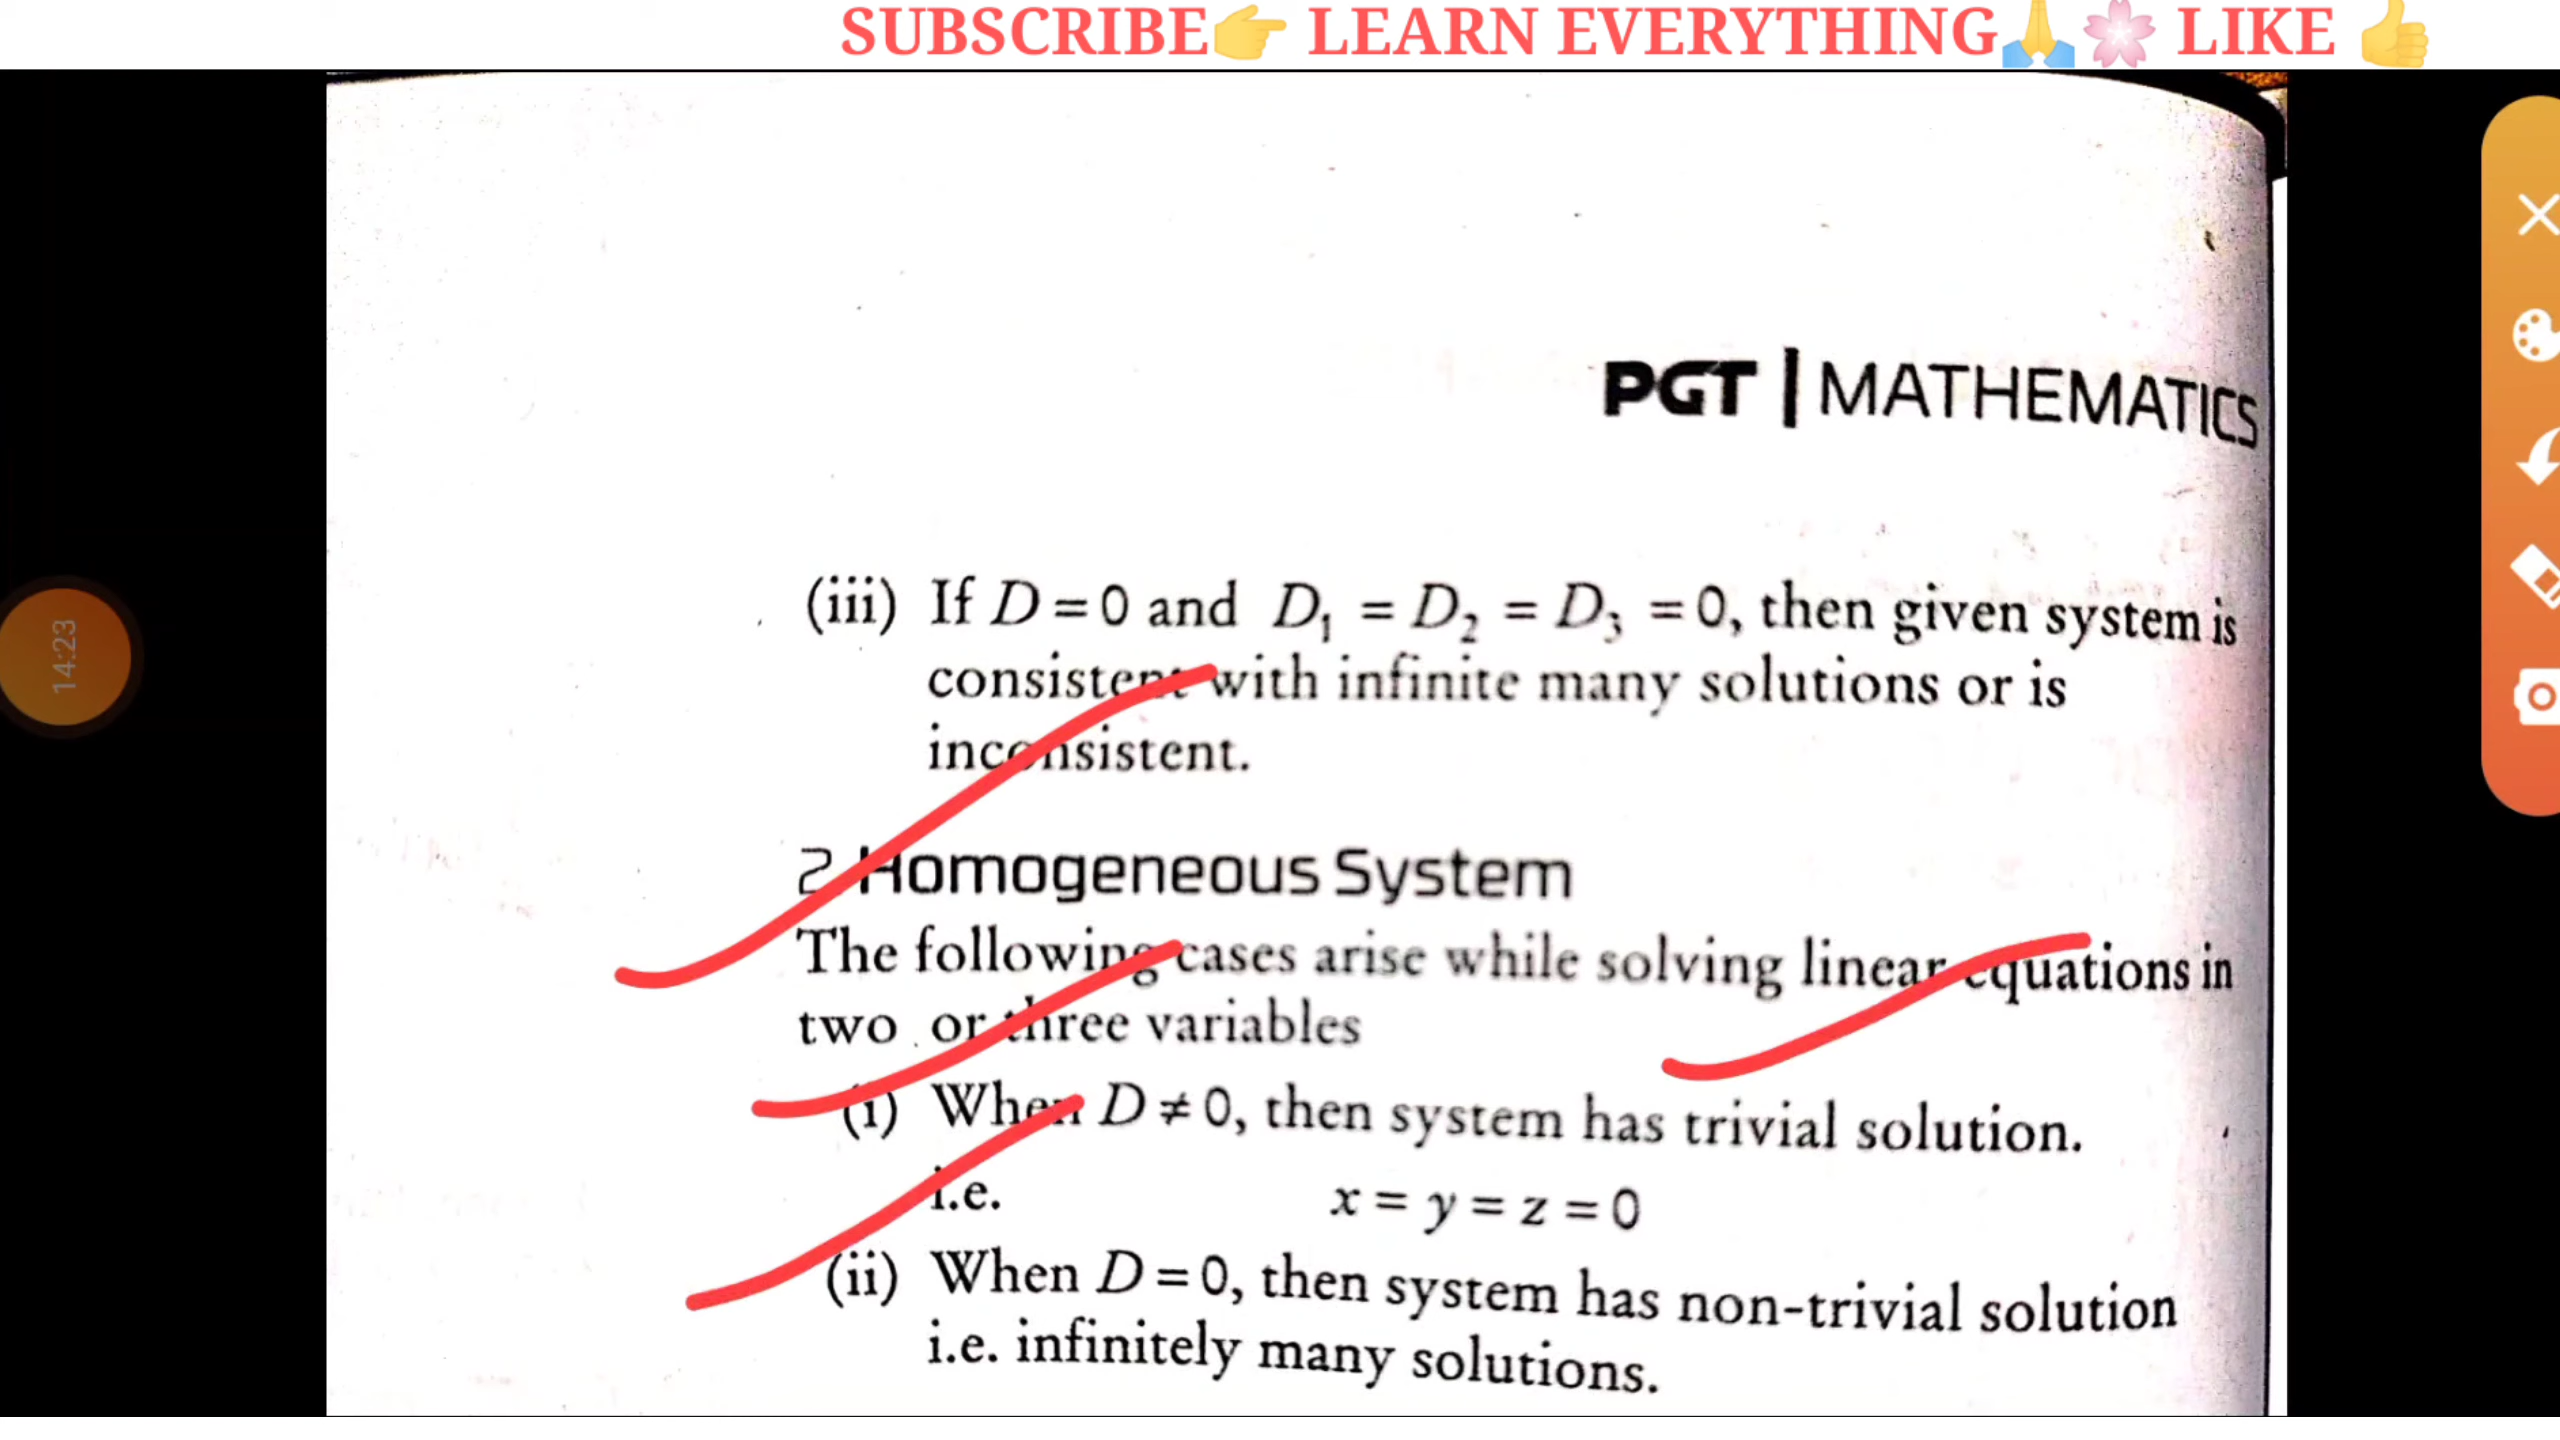 SUBSCRIBE👉 LEARN EVERYTHING🙏🌸 LIKE 👍
PGT | MATHEMATICS
14:23
(iii) If D = 0 and D₁ = D₂ = D₃ = 0, then given system is
consistent with infinite many solutions or is
inconsistent.
2 Homogeneous System
The following cases arise while solving linear equations in
two or three variables
(i) When D ≠ 0, then system has trivial solution.
i.e. x = y = z = 0
(ii) When D = 0, then system has non-trivial solution
i.e. infinitely many solutions.